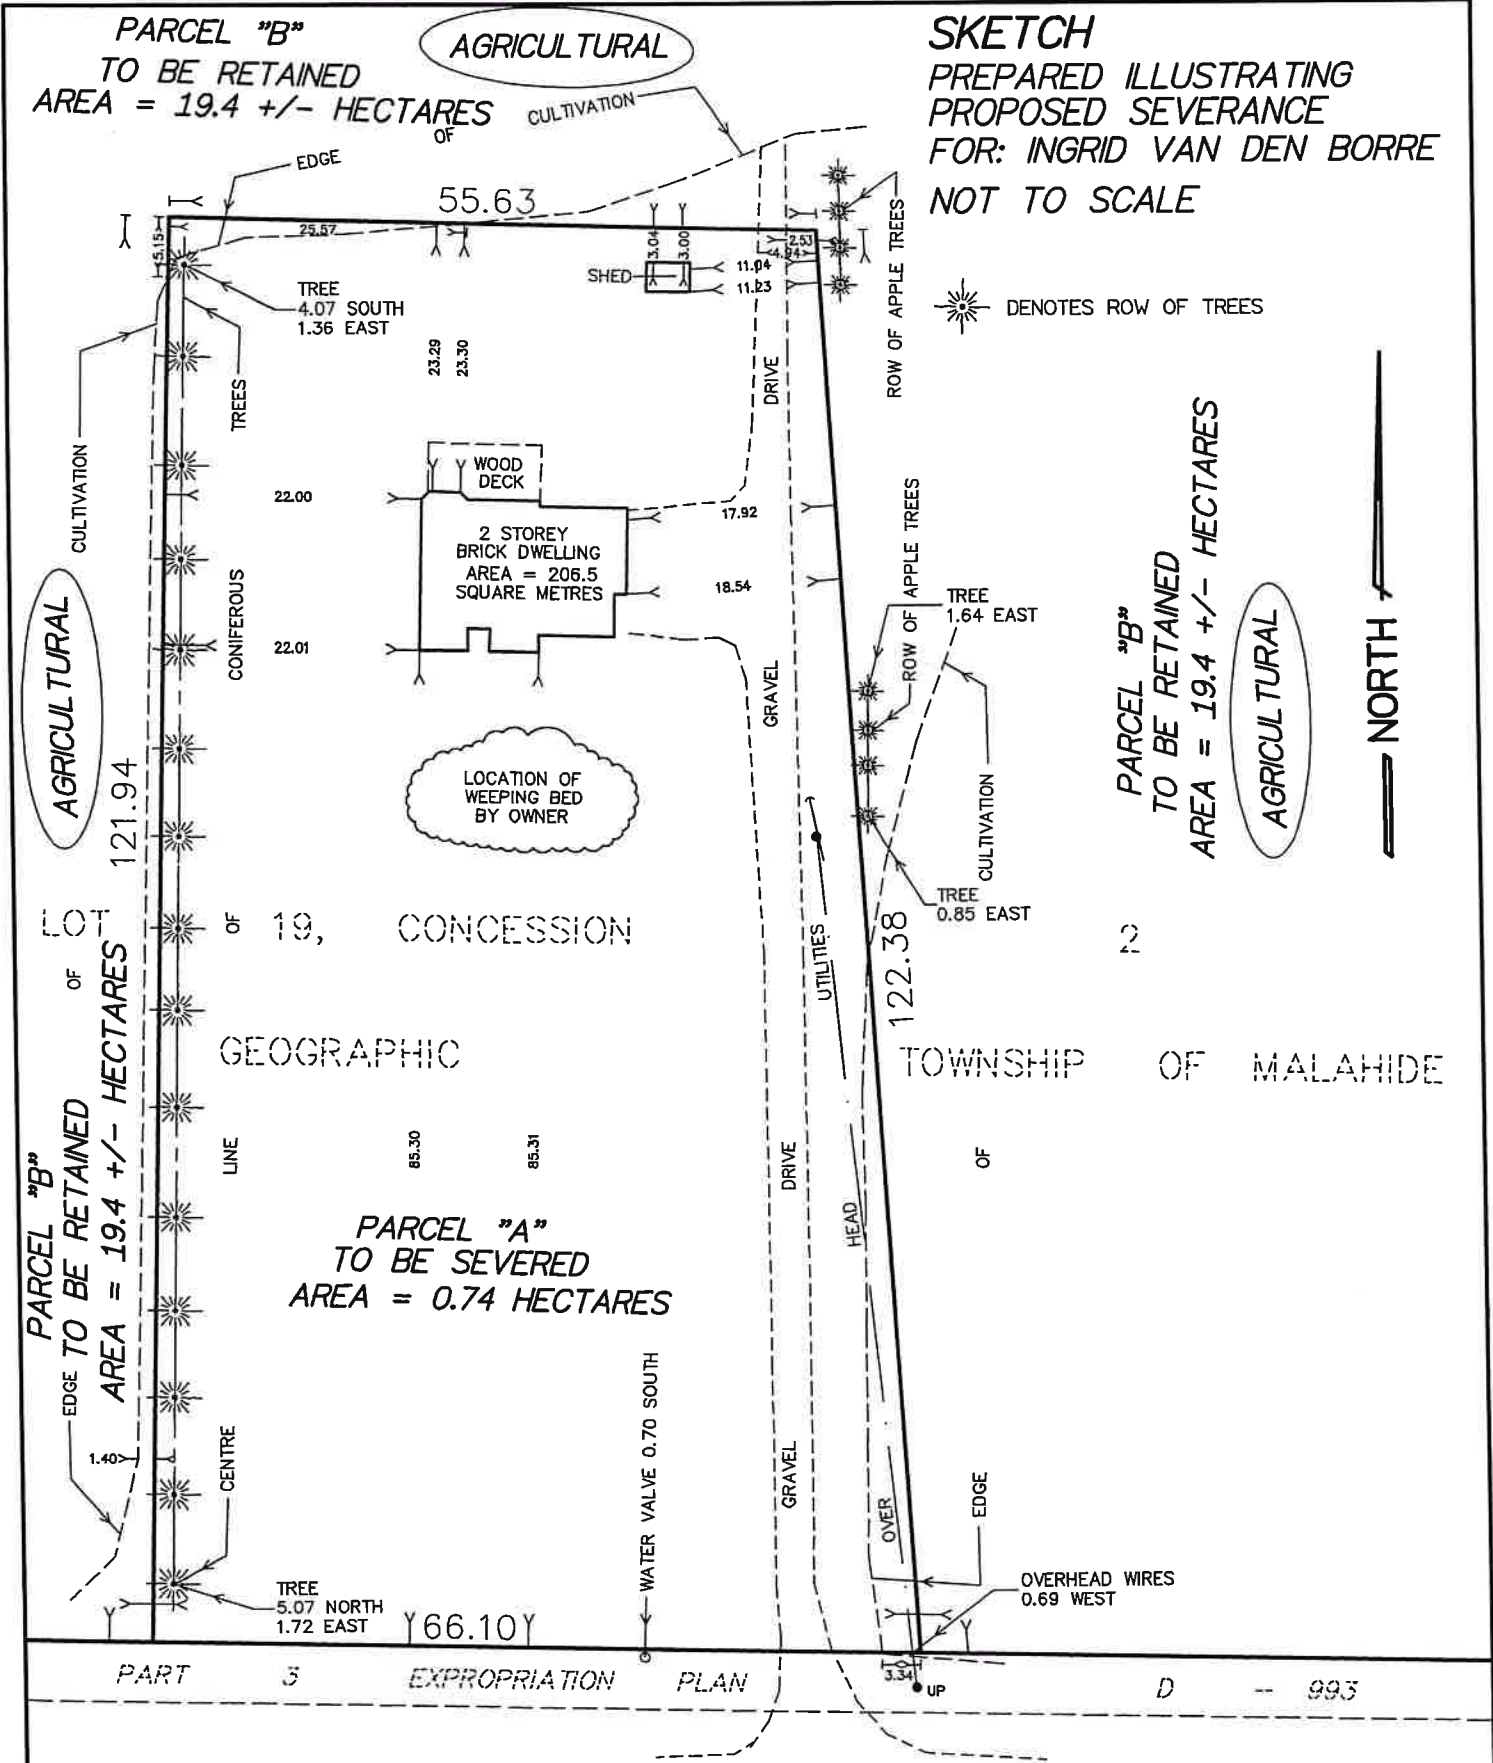 PARCEL "B"
TO BE RETAINED
AREA = 19.4 +/- HECTARES
AGRICULTURAL
SKETCH
PREPARED ILLUSTRATING
PROPOSED SEVERANCE
FOR: INGRID VAN DEN BORRE
NOT TO SCALE
DENOTES ROW OF TREES
EDGE
OF
CULTIVATION
55.63
25.57
5.15
3.04
3.00
2.53
4.94
SHED
11.04
11.23
TREE
4.07 SOUTH
1.36 EAST
23.29
23.30
DRIVE
ROW OF APPLE TREES
TREES
CULTIVATION
WOOD
DECK
22.00
17.92
2 STOREY
BRICK DWELLING
AREA = 206.5
SQUARE METRES
18.54
22.01
CONIFEROUS
ROW OF APPLE TREES
TREE
1.64 EAST
PARCEL "B"
TO BE RETAINED
AREA = 19.4 +/- HECTARES
AGRICULTURAL
NORTH
AGRICULTURAL
121.94
GRAVEL
LOCATION OF
WEEPING BED
BY OWNER
CULTIVATION
TREE
0.85 EAST
LOT 19, CONCESSION 2
OF
OF
UTILITIES
122.38
GEOGRAPHIC TOWNSHIP OF MALAHIDE
PARCEL "B"
TO BE RETAINED
AREA = 19.4 +/- HECTARES
LINE
85.30
85.31
DRIVE
HEAD
OF
PARCEL "A"
TO BE SEVERED
AREA = 0.74 HECTARES
EDGE
1.40
CENTRE
WATER VALVE 0.70 SOUTH
GRAVEL
OVER
EDGE
TREE
5.07 NORTH
1.72 EAST
66.10
OVERHEAD WIRES
0.69 WEST
3.34
UP
PART 3 EXPROPRIATION PLAN D -- 993